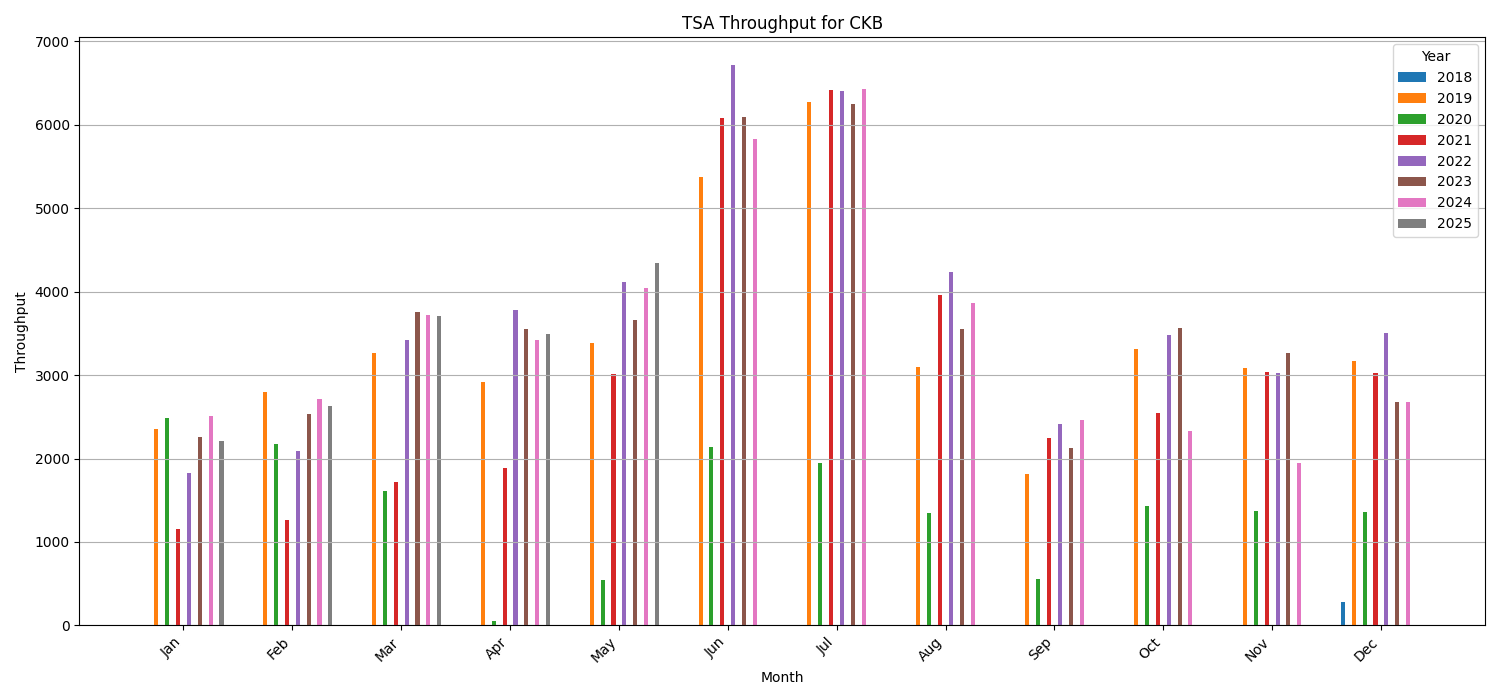 TSA Throughput for CKB
7000
6000
5000
4000
3000
2000
1000
0
Throughput
Year
2018
2019
2020
2021
2022
2023
2024
2025
Jan
Feb
Mar
Apr
May
Jun
Jul
Aug
Sep
Oct
Nov
Dec
Month